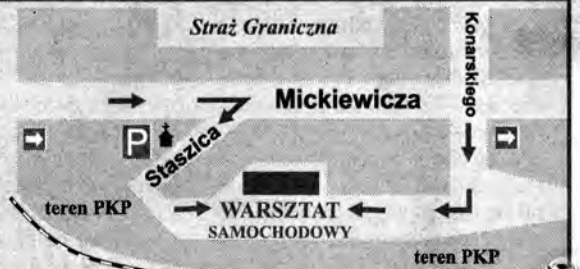 Straż Graniczna
Konarskiego
Mickiewicza
P
Staszica
teren PKP
WARSZTAT
SAMOCHODOWY
teren PKP